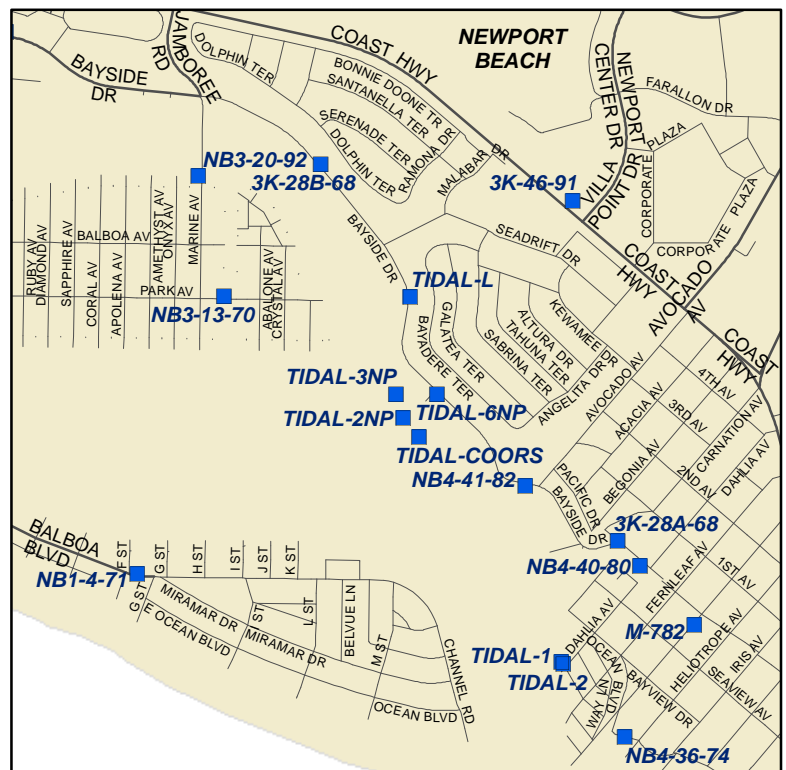 JAMBOREE
RD
COAST HWY
NEWPORT
BEACH
BAYSIDE
DR
DOLPHIN TER
BONNIE DOONE TR
SANTANELLA TER
SERENADE TER
DOLPHIN TER
RAMONA DR
MALABAR DR
NEWPORT
CENTER DR
FARALLON DR
CORPORATE PLAZA
VILLA
POINT DR
CORPORATE PLAZA
NB3-20-92
3K-28B-68
3K-46-91
RUBY AV
DIAMOND AV
SAPPHIRE AV
CORAL AV
APOLENA AV
AMETHYST AV
ONYX AV
MARINE AV
BALBOA AV
PARK AV
ABALONE AV
CRYSTAL AV
NB3-13-70
BAYSIDE DR
SEADRIFT DR
COAST
HWY
AVOCADO
AV
COAST
HWY
TIDAL-L
BAYADERE TER
GALATEA TER
SABRINA TER
TAHUNA TER
ALTURA DR
KEWAMEE DR
ANGELITA DR
AVOCADO AV
ACACIA AV
BEGONIA AV
4TH AV
3RD AV
2ND AV
CARNATION AV
DAHLIA AV
TIDAL-3NP
TIDAL-6NP
TIDAL-2NP
TIDAL-COORS
NB4-41-82
PACIFIC DR
BAYSIDE
DR
3K-28A-68
NB4-40-80
FERNLEAF AV
1ST AV
M-782
HELIOTROPE AV
IRIS AV
SEAVIEW AV
BALBOA
BLVD
F ST
G ST
H ST
I ST
J ST
K ST
NB1-4-71
G ST
E OCEAN BLVD
MIRAMAR DR
I ST
MIRAMAR DR
L ST
BELVUE LN
M ST
CHANNEL RD
OCEAN BLVD
TIDAL-1
TIDAL-2
DAHLIA AV
OCEAN BLVD
WAY LN
BAYVIEW DR
NB4-36-74